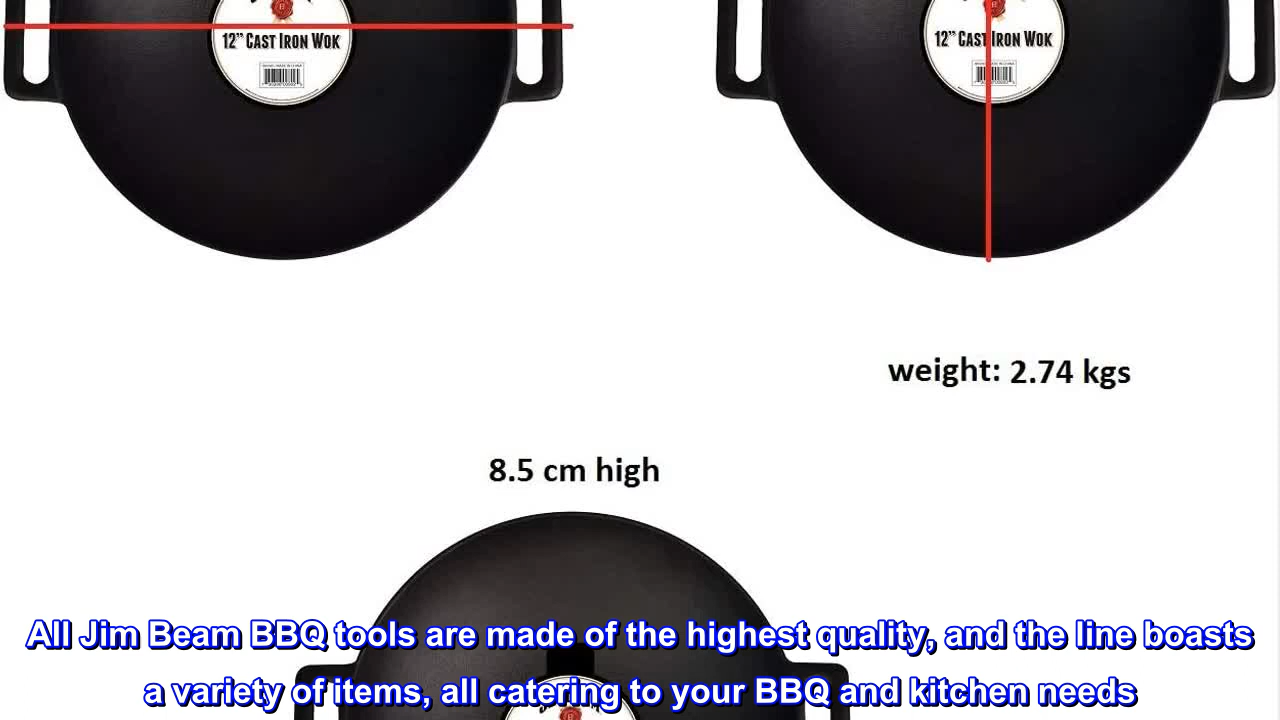 12” Cast Iron Wok
12” Cast Iron Wok
weight: 2.74 kgs
8.5 cm high
All Jim Beam BBQ tools are made of the highest quality, and the line boasts
a variety of items, all catering to your BBQ and kitchen needs